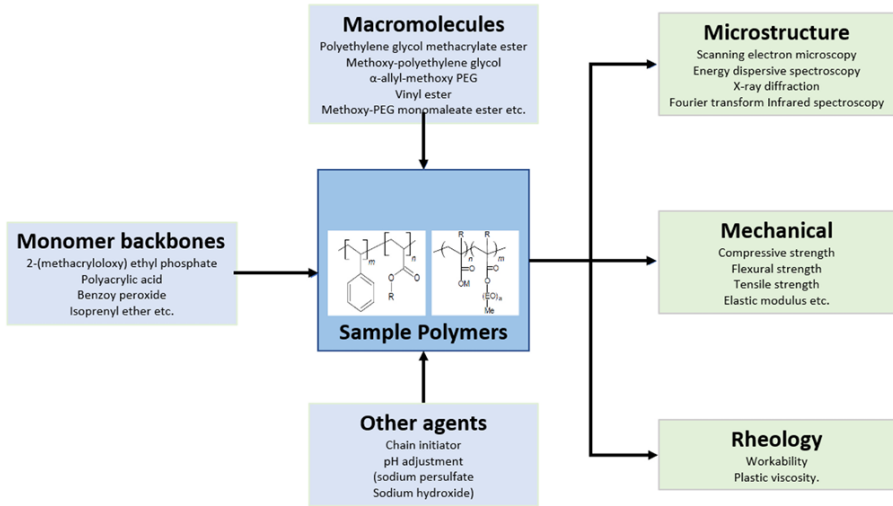 Macromolecules
Polyethylene glycol methacrylate ester
Methoxy-polyethylene glycol
α-allyl-methoxy PEG
Vinyl ester
Methoxy-PEG monomaleate ester etc.
Microstructure
Scanning electron microscopy
Energy dispersive spectroscopy
X-ray diffraction
Fourier transform Infrared spectroscopy
Monomer backbones
2-(methacryloloxy) ethyl phosphate
Polyacrylic acid
Benzoy peroxide
Isoprenyl ether etc.
m
n
O
O
R
R
R
n
m
O
O
OM
O
(EO)a
Me
Sample Polymers
Mechanical
Compressive strength
Flexural strength
Tensile strength
Elastic modulus etc.
Other agents
Chain initiator
pH adjustment
(sodium persulfate
Sodium hydroxide)
Rheology
Workability
Plastic viscosity.